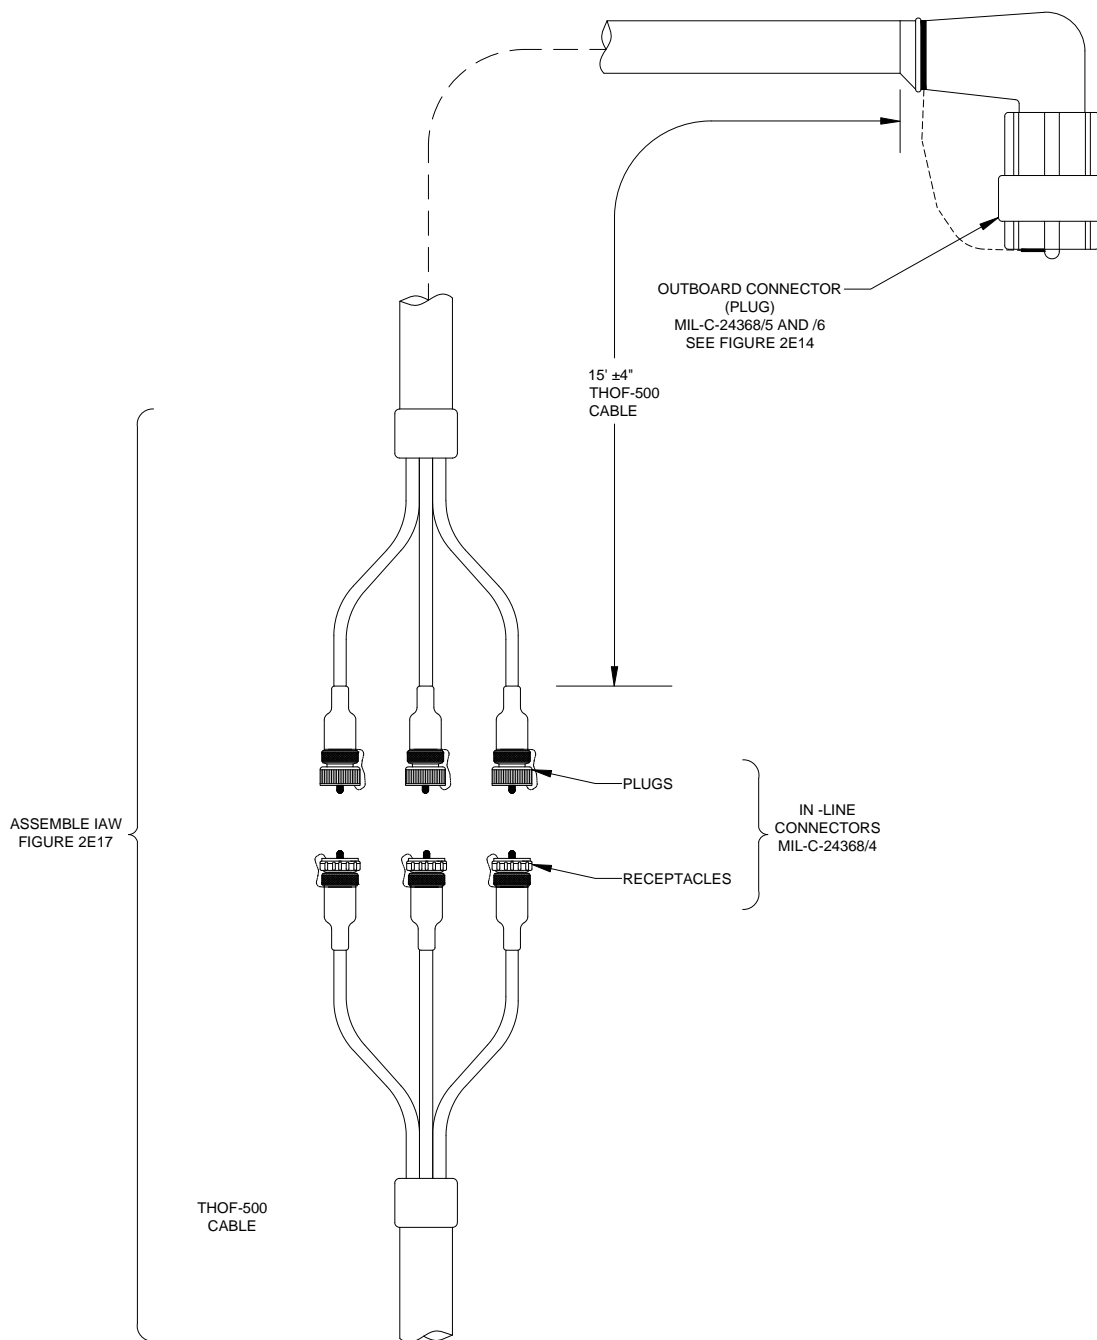 OUTBOARD CONNECTOR
(PLUG)
MIL-C-24368/5 AND /6
SEE FIGURE 2E14
15' ±4"
THOF-500
CABLE
PLUGS
IN -LINE
CONNECTORS
MIL-C-24368/4
ASSEMBLE IAW
FIGURE 2E17
RECEPTACLES
THOF-500
CABLE